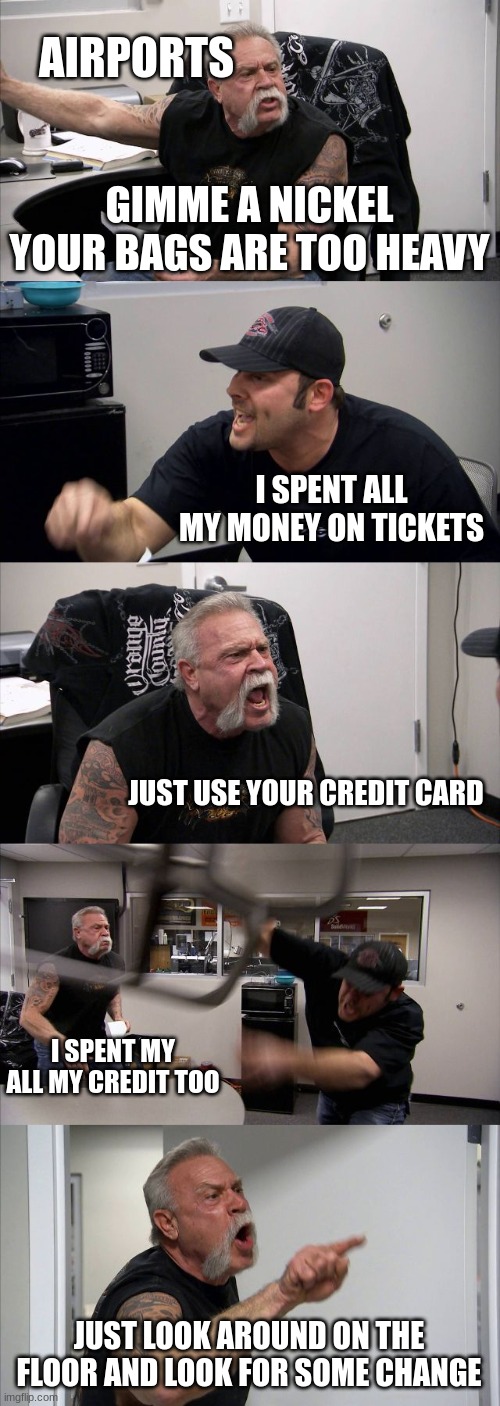 AIRPORTS
GIMME A NICKEL
YOUR BAGS ARE TOO HEAVY
I SPENT ALL
MY MONEY ON TICKETS
Orange
County
JUST USE YOUR CREDIT CARD
I SPENT MY
ALL MY CREDIT TOO
JUST LOOK AROUND ON THE
FLOOR AND LOOK FOR SOME CHANGE
imgflip.com